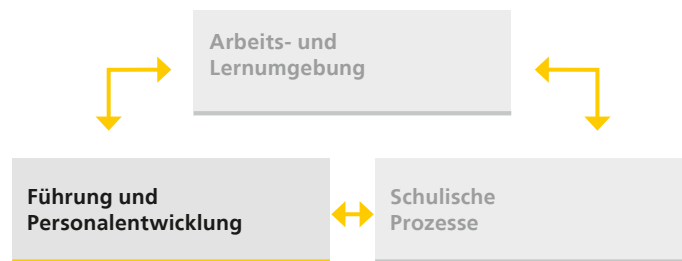 Arbeits- und
Lernumgebung
Führung und
Personalentwicklung
Schulische
Prozesse